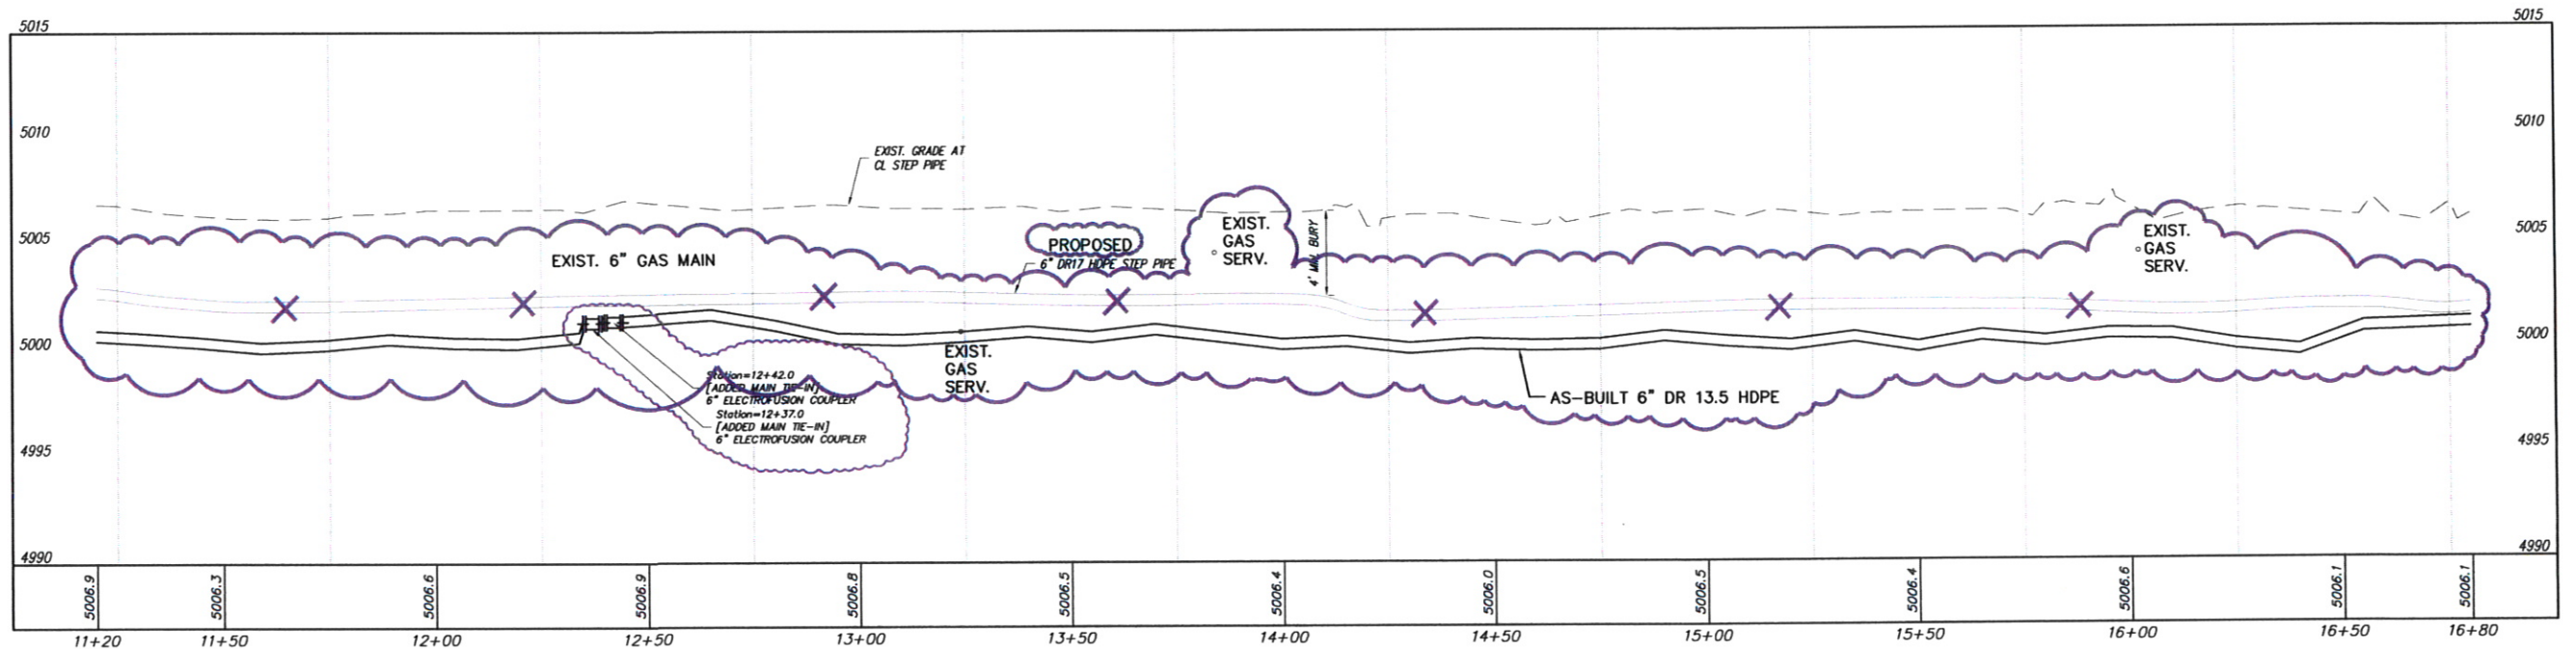 5015
5015
5010
5010
EXIST. GRADE AT
CL STEP PIPE
5005
5005
PROPOSED
EXIST.
GAS
SERV.
4' MIN. BURY
EXIST.
GAS
SERV.
EXIST. 6" GAS MAIN
6" DR17 HDPE STEP PIPE
5000
5000
EXIST.
GAS
SERV.
Station=12+42.0
[ADDED MAIN TIE-IN]
6" ELECTROFUSION COUPLER
Station=12+37.0
[ADDED MAIN TIE-IN]
6" ELECTROFUSION COUPLER
AS-BUILT 6" DR 13.5 HDPE
4995
4995
4990
4990
5006.9
5006.3
5006.6
5006.9
5006.8
5006.5
5006.4
5006.0
5006.5
5006.4
5006.6
5006.1
5006.1
11+20
11+50
12+00
12+50
13+00
13+50
14+00
14+50
15+00
15+50
16+00
16+50
16+80